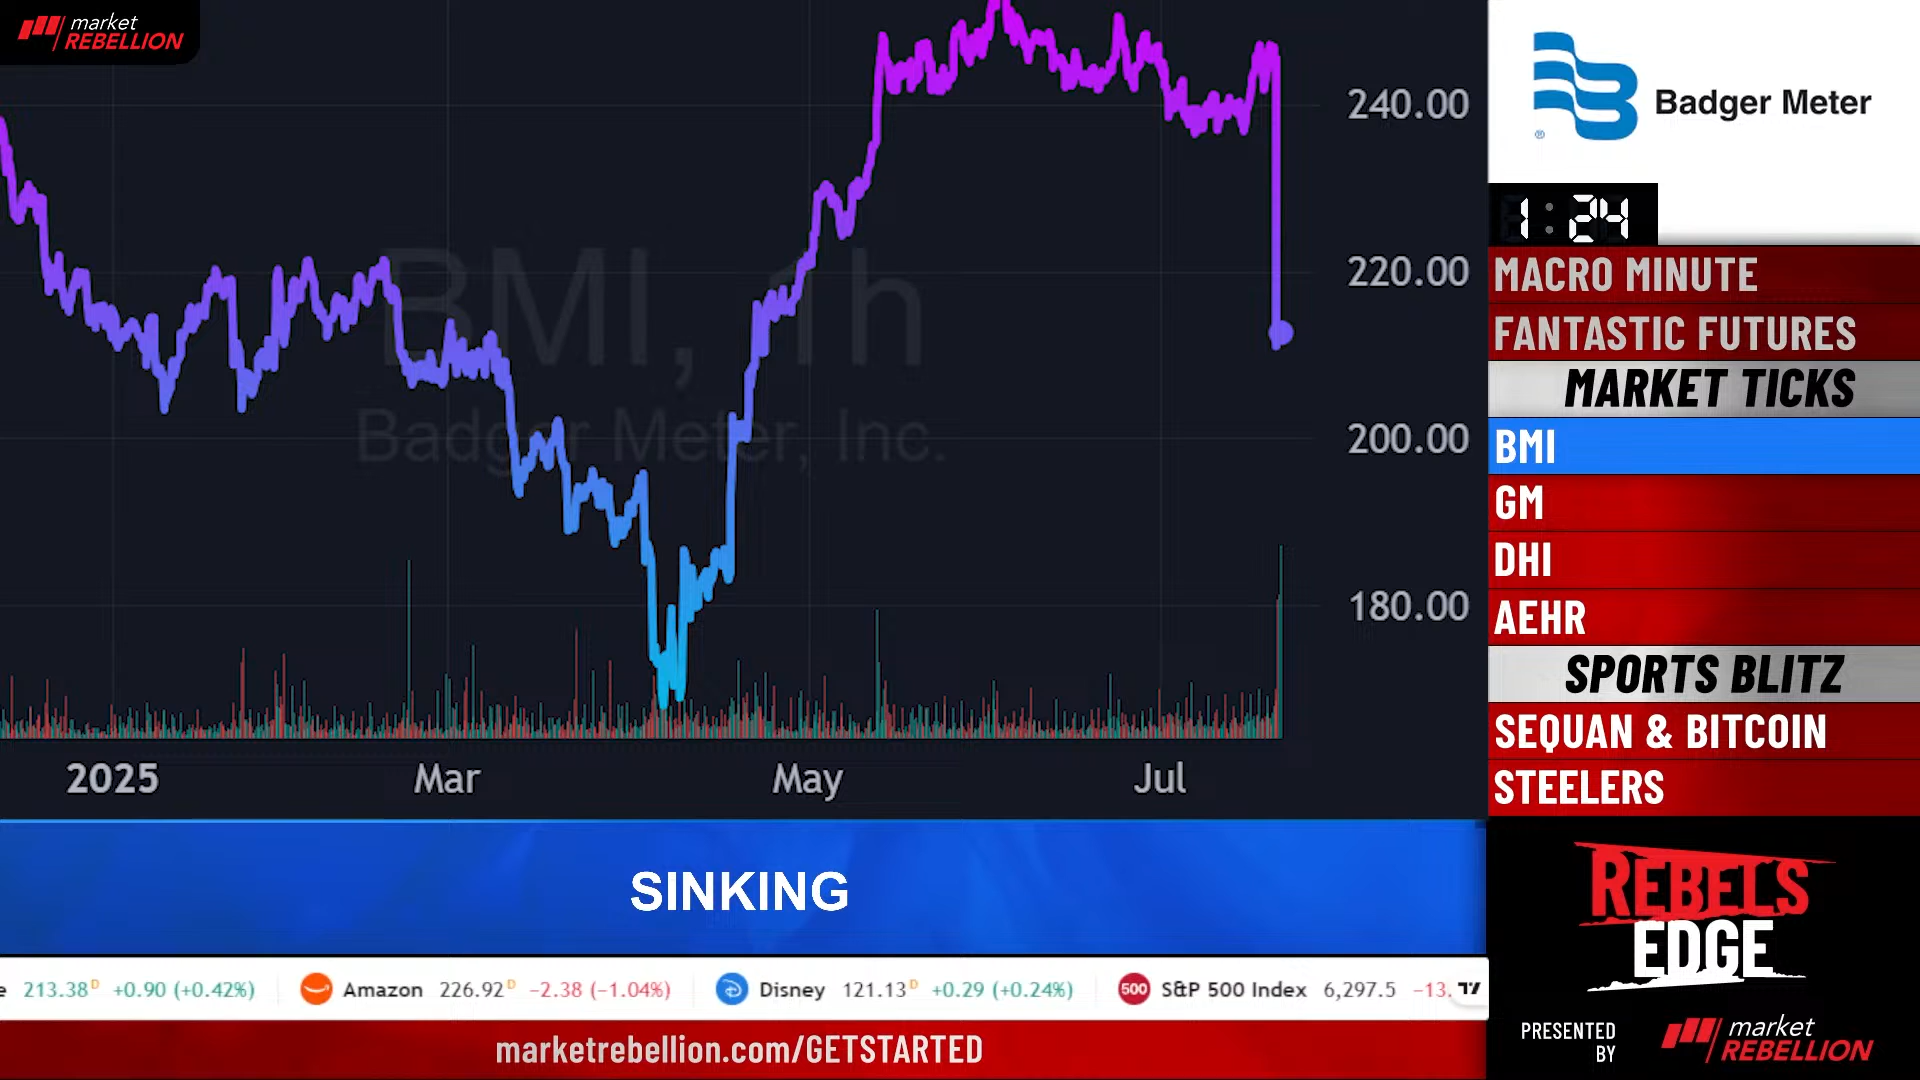 market
REBELLION
BMI, 1h
Badger Meter, Inc.
240.00
220.00
200.00
180.00
2025
Mar
May
Jul
Badger Meter
®
1:24
MACRO MINUTE
FANTASTIC FUTURES
MARKET TICKS
BMI
GM
DHI
AEHR
SPORTS BLITZ
SEQUAN & BITCOIN
STEELERS
SINKING
e 213.38 D +0.90 (+0.42%) Amazon 226.92 D −2.38 (−1.04%) Disney 121.13 D +0.29 (+0.24%) 500 S&P 500 Index 6,297.5 −13.
marketrebellion.com/GETSTARTED
REBELS
EDGE
PRESENTED
BY
market
REBELLION